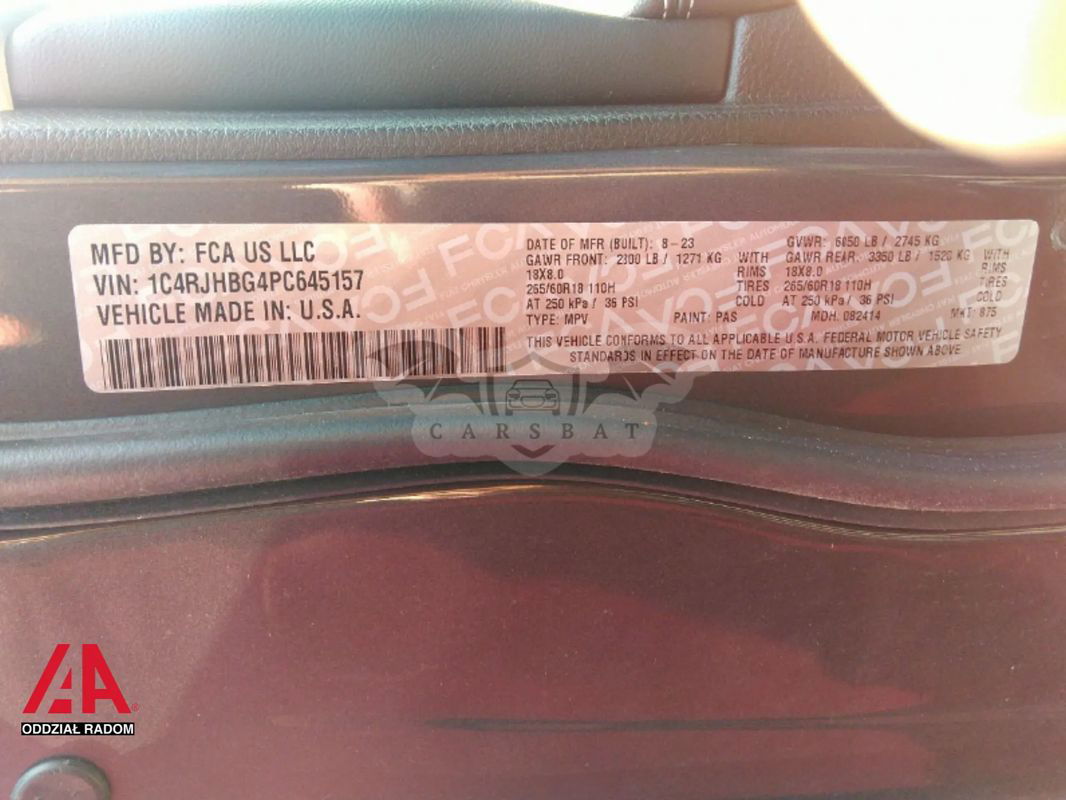 MFD BY: FCA US LLC
VIN: 1C4RJHBG4PC645157
VEHICLE MADE IN: U.S.A.
DATE OF MFR (BUILT): 8-23
GVWR: 6050 LB / 2745 KG
GAWR FRONT: 2800 LB / 1271 KG WITH
18X8.0 RIMS
265/60R18 110H TIRES
AT 250 kPa / 36 PSI COLD
GAWR REAR: 3350 LB / 1520 KG WITH
18X8.0 RIMS
265/60R18 110H TIRES
AT 250 kPa / 36 PSI COLD
TYPE: MPV PAINT: PAS MDH: 082414 MKT: 875
THIS VEHICLE CONFORMS TO ALL APPLICABLE U.S.A. FEDERAL MOTOR VEHICLE SAFETY
STANDARDS IN EFFECT ON THE DATE OF MANUFACTURE SHOWN ABOVE
CARSBAT
ODDZIAŁ RADOM